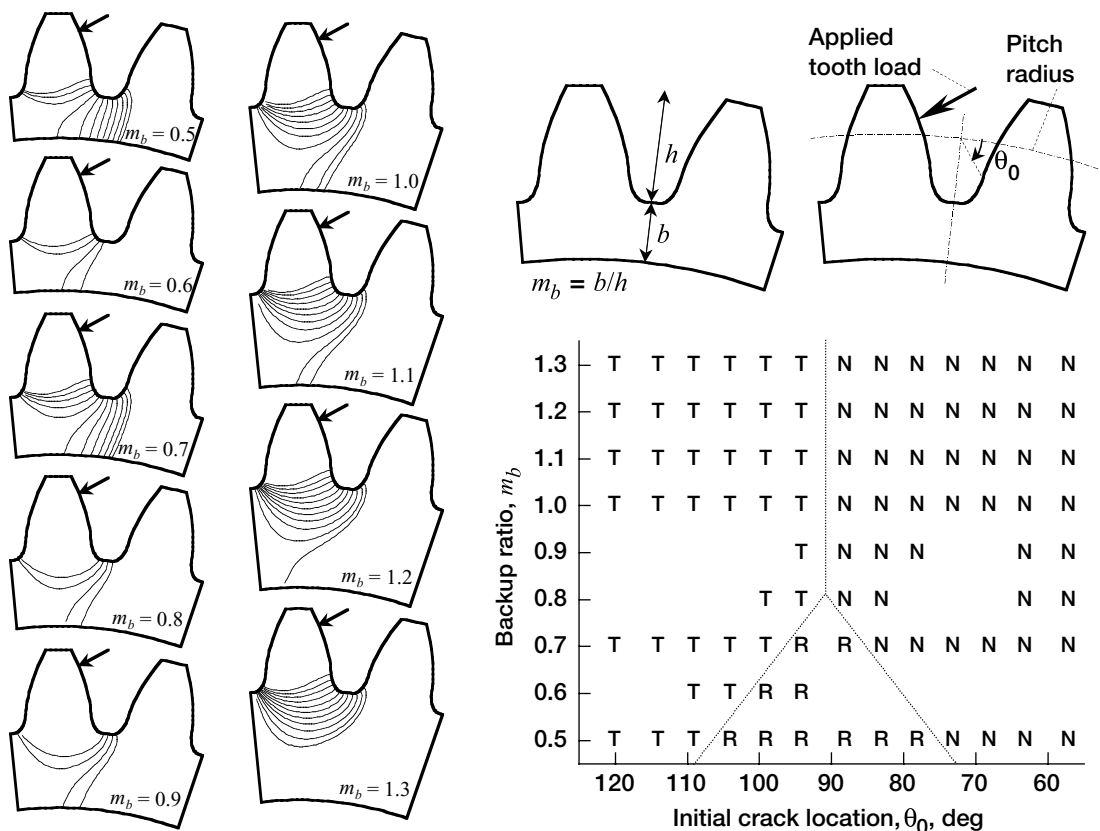 m_b = 0.5
m_b = 0.6
m_b = 0.7
m_b = 0.8
m_b = 0.9
m_b = 1.0
m_b = 1.1
m_b = 1.2
m_b = 1.3
h
b
m_b = b/h
Applied
tooth load
Pitch
radius
θ_0
Backup ratio, m_b
1.3 T T T T T T N N N N N N N
1.2 T T T T T T N N N N N N N
1.1 T T T T T T N N N N N N N
1.0 T T T T T T N N N N N N N
0.9 T N N N N N
0.8 T T N N N N
0.7 T T T T T R R N N N N N N
0.6 T T R R
0.5 T T T R R R R R R N N N N
120 110 100 90 80 70 60
Initial crack location, θ_0, deg